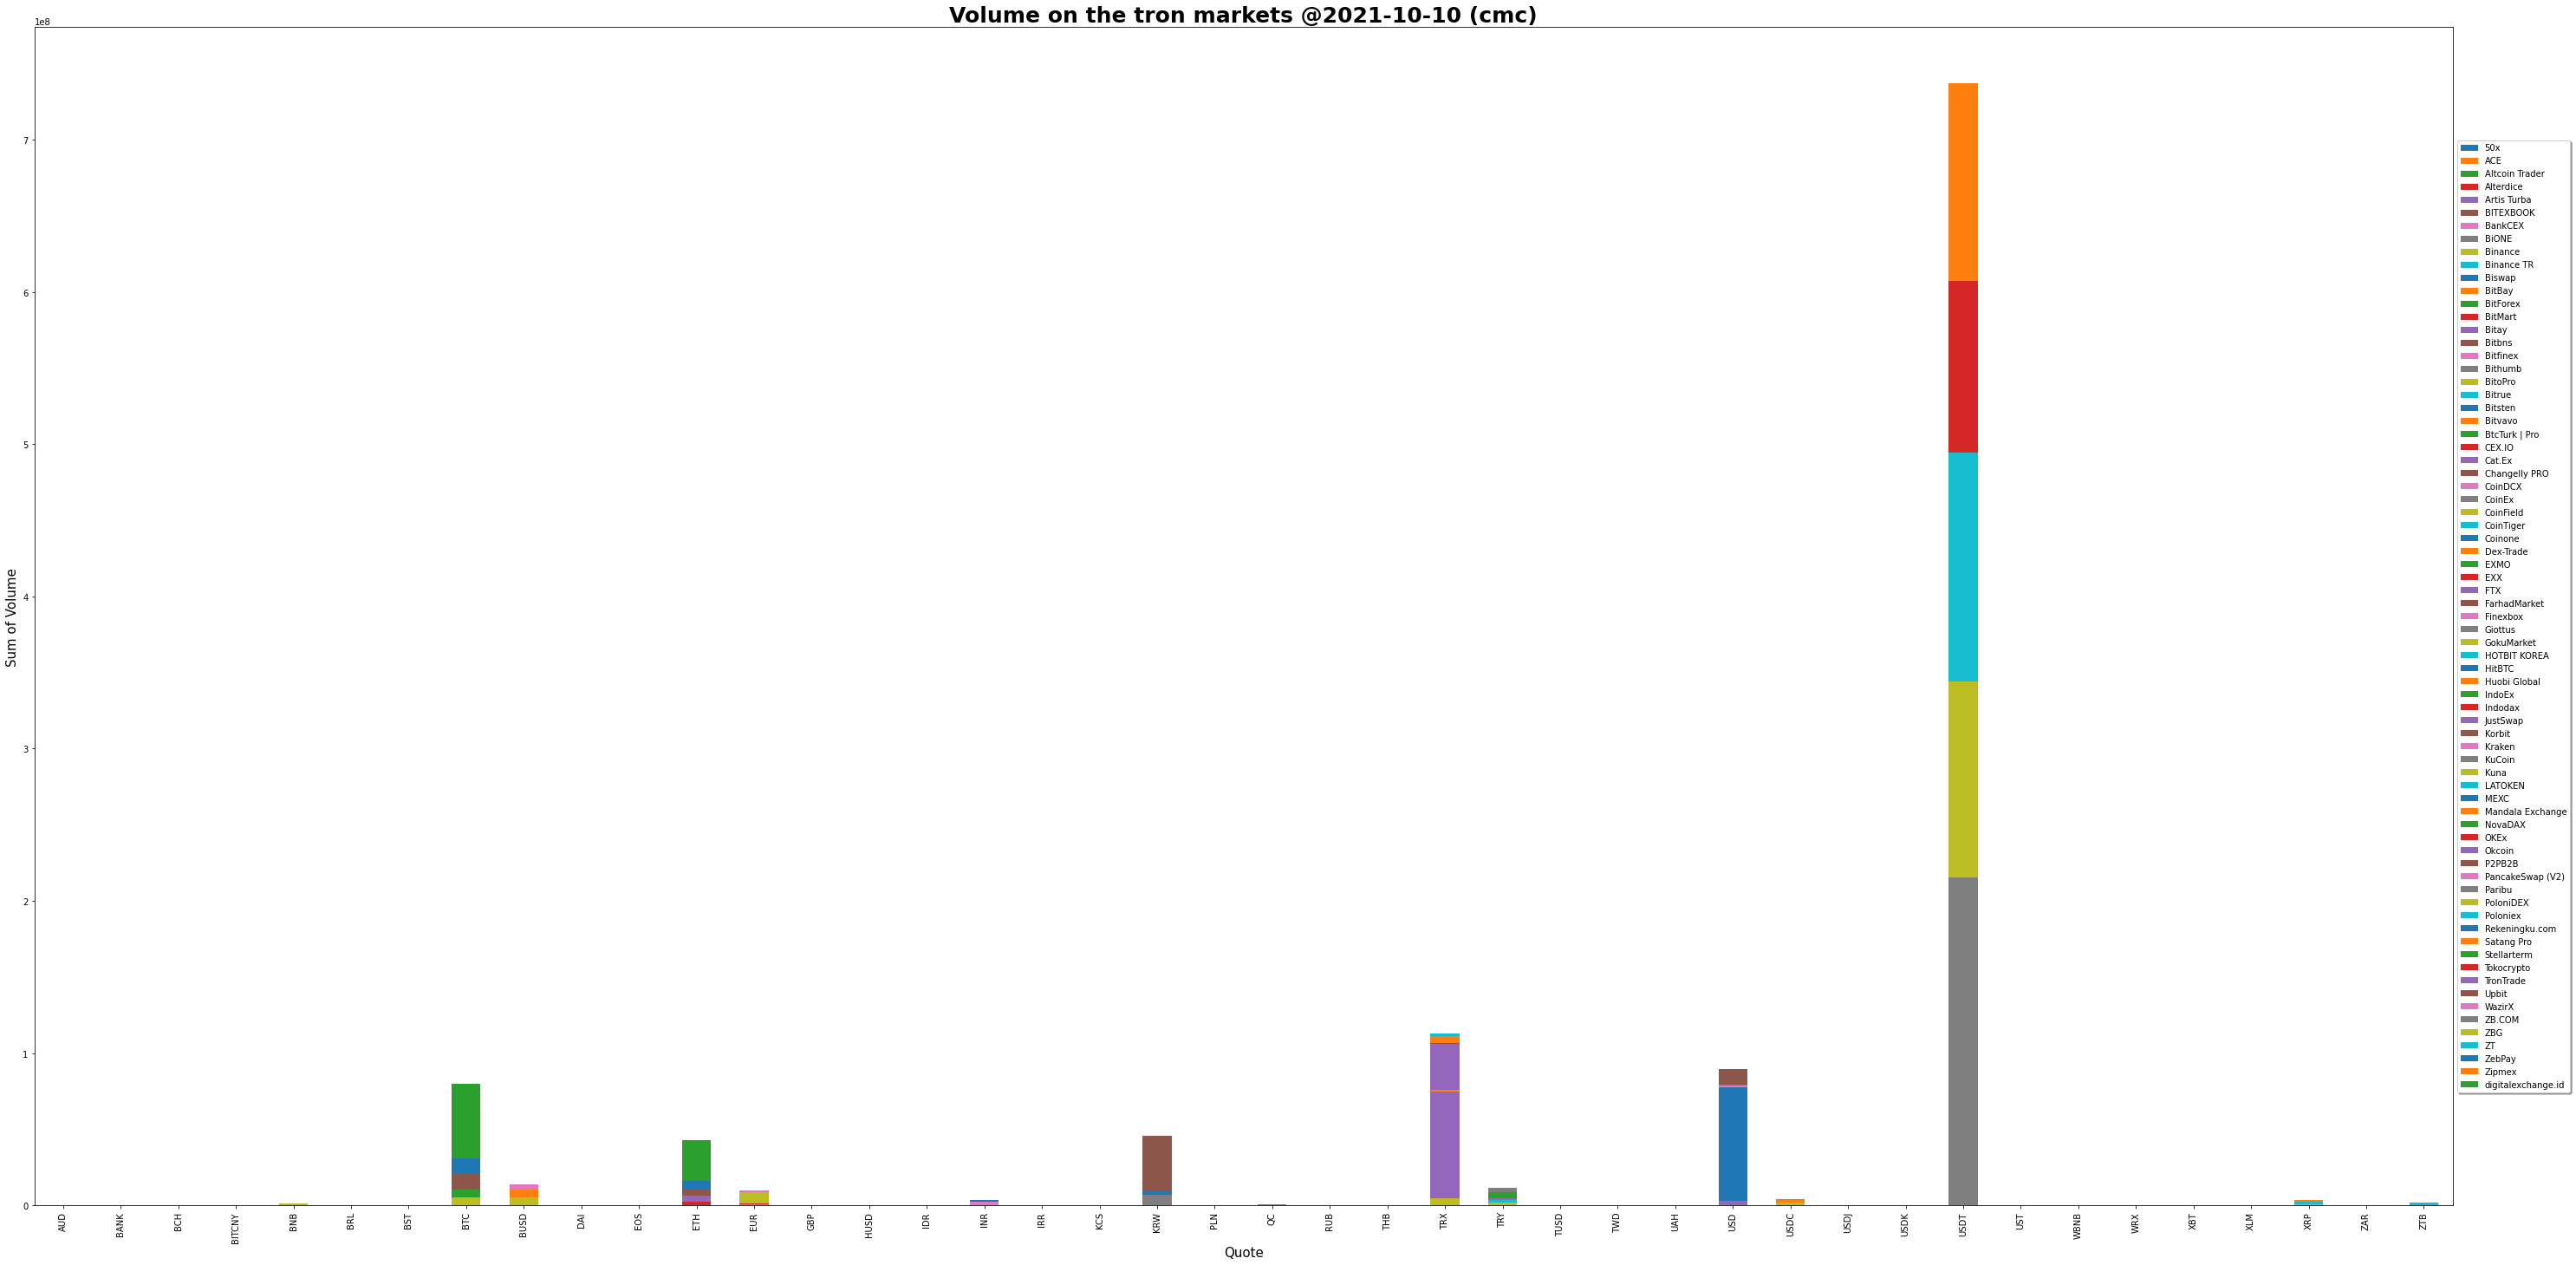 Volume on the tron markets @2021-10-10 (cmc)
1e8
7
6
5
4
3
2
1
0
Sum of Volume
AUD
BANK
BCH
BITCNY
BNB
BRL
BST
BTC
BUSD
DAI
EOS
ETH
EUR
GBP
HUSD
IDR
INR
IRR
KCS
KRW
PLN
QC
RUB
THB
TRX
TRY
TUSD
TWD
UAH
USD
USDC
USDJ
USDK
USDT
UST
WBNB
WRX
XBT
XLM
XRP
ZAR
ZTB
Quote
50x
ACE
Altcoin Trader
Alterdice
Artis Turba
BITEXBOOK
BankCEX
BiONE
Binance
Binance TR
Biswap
BitBay
BitForex
BitMart
Bitay
Bitbns
Bitfinex
Bithumb
BitoPro
Bitrue
Bitsten
Bitvavo
BtcTurk | Pro
CEX.IO
Cat.Ex
Changelly PRO
CoinDCX
CoinEx
CoinField
CoinTiger
Coinone
Dex-Trade
EXMO
EXX
FTX
FarhadMarket
Finexbox
Giottus
GokuMarket
HOTBIT KOREA
HitBTC
Huobi Global
IndoEx
Indodax
JustSwap
Korbit
Kraken
KuCoin
Kuna
LATOKEN
MEXC
Mandala Exchange
NovaDAX
OKEx
Okcoin
P2PB2B
PancakeSwap (V2)
Paribu
PoloniDEX
Poloniex
Rekeningku.com
Satang Pro
Stellarterm
Tokocrypto
TronTrade
Upbit
WazirX
ZB.COM
ZBG
ZT
ZebPay
Zipmex
digitalexchange.id